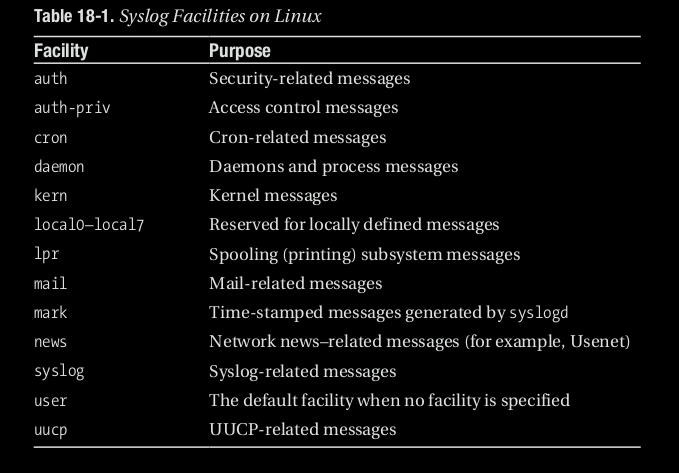 Table 18-1. Syslog Facilities on Linux
Facility Purpose
auth Security-related messages
auth-priv Access control messages
cron Cron-related messages
daemon Daemons and process messages
kern Kernel messages
local0–local7 Reserved for locally defined messages
lpr Spooling (printing) subsystem messages
mail Mail-related messages
mark Time-stamped messages generated by syslogd
news Network news–related messages (for example, Usenet)
syslog Syslog-related messages
user The default facility when no facility is specified
uucp UUCP-related messages